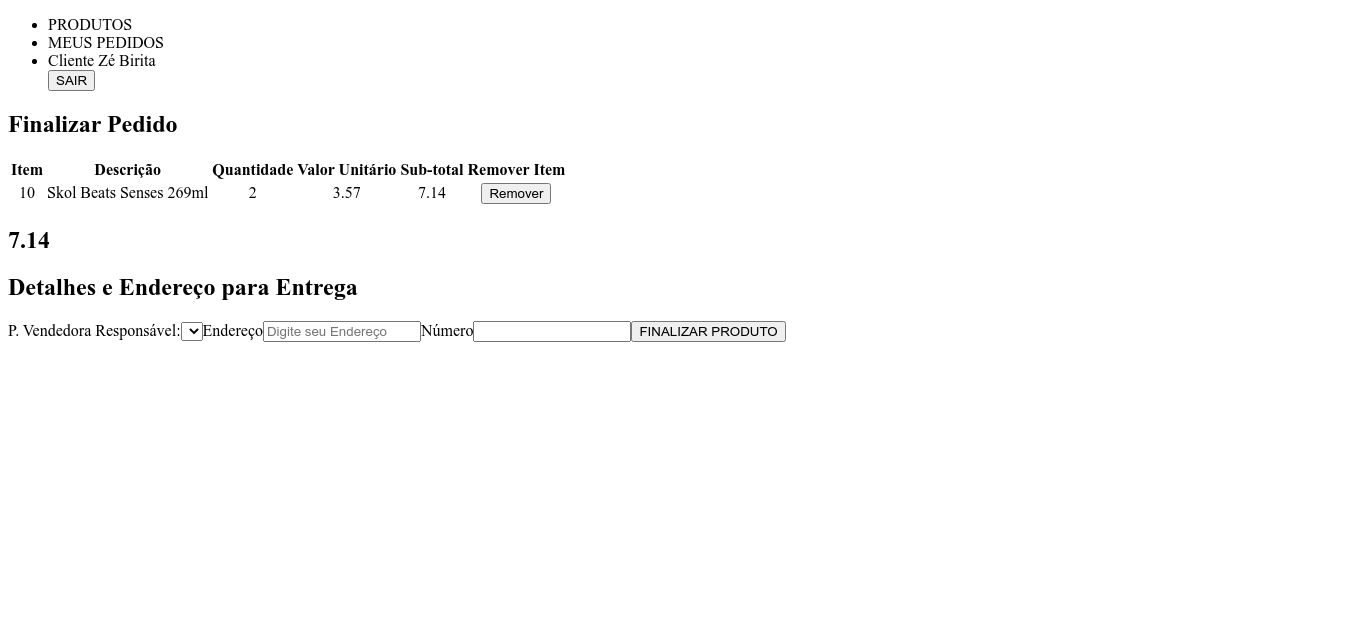 PRODUTOS
MEUS PEDIDOS
Cliente Zé Birita
SAIR
Finalizar Pedido
Item Descrição Quantidade Valor Unitário Sub-total Remover Item
10 Skol Beats Senses 269ml 2 3.57 7.14 Remover
7.14
Detalhes e Endereço para Entrega
P. Vendedora Responsável: Endereço Digite seu Endereço Número FINALIZAR PRODUTO